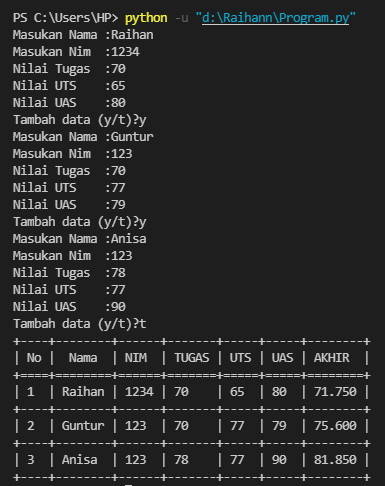 PS C:\Users\HP> python -u "d:\Raihann\Program.py"
Masukan Nama :Raihan
Masukan Nim  :1234
Nilai Tugas  :70
Nilai UTS    :65
Nilai UAS    :80
Tambah data (y/t)?y
Masukan Nama :Guntur
Masukan Nim  :123
Nilai Tugas  :70
Nilai UTS    :77
Nilai UAS    :79
Tambah data (y/t)?y
Masukan Nama :Anisa
Masukan Nim  :123
Nilai Tugas  :78
Nilai UTS    :77
Nilai UAS    :90
Tambah data (y/t)?t
+----+--------+------+-------+-----+-----+--------+
| No |  Nama  | NIM  | TUGAS | UTS | UAS | AKHIR  |
+====+========+======+=======+=====+=====+========+
| 1  | Raihan | 1234 | 70    | 65  | 80  | 71.750 |
+----+--------+------+-------+-----+-----+--------+
| 2  | Guntur | 123  | 70    | 77  | 79  | 75.600 |
+----+--------+------+-------+-----+-----+--------+
| 3  | Anisa  | 123  | 78    | 77  | 90  | 81.850 |
+----+--------+------+-------+-----+-----+--------+